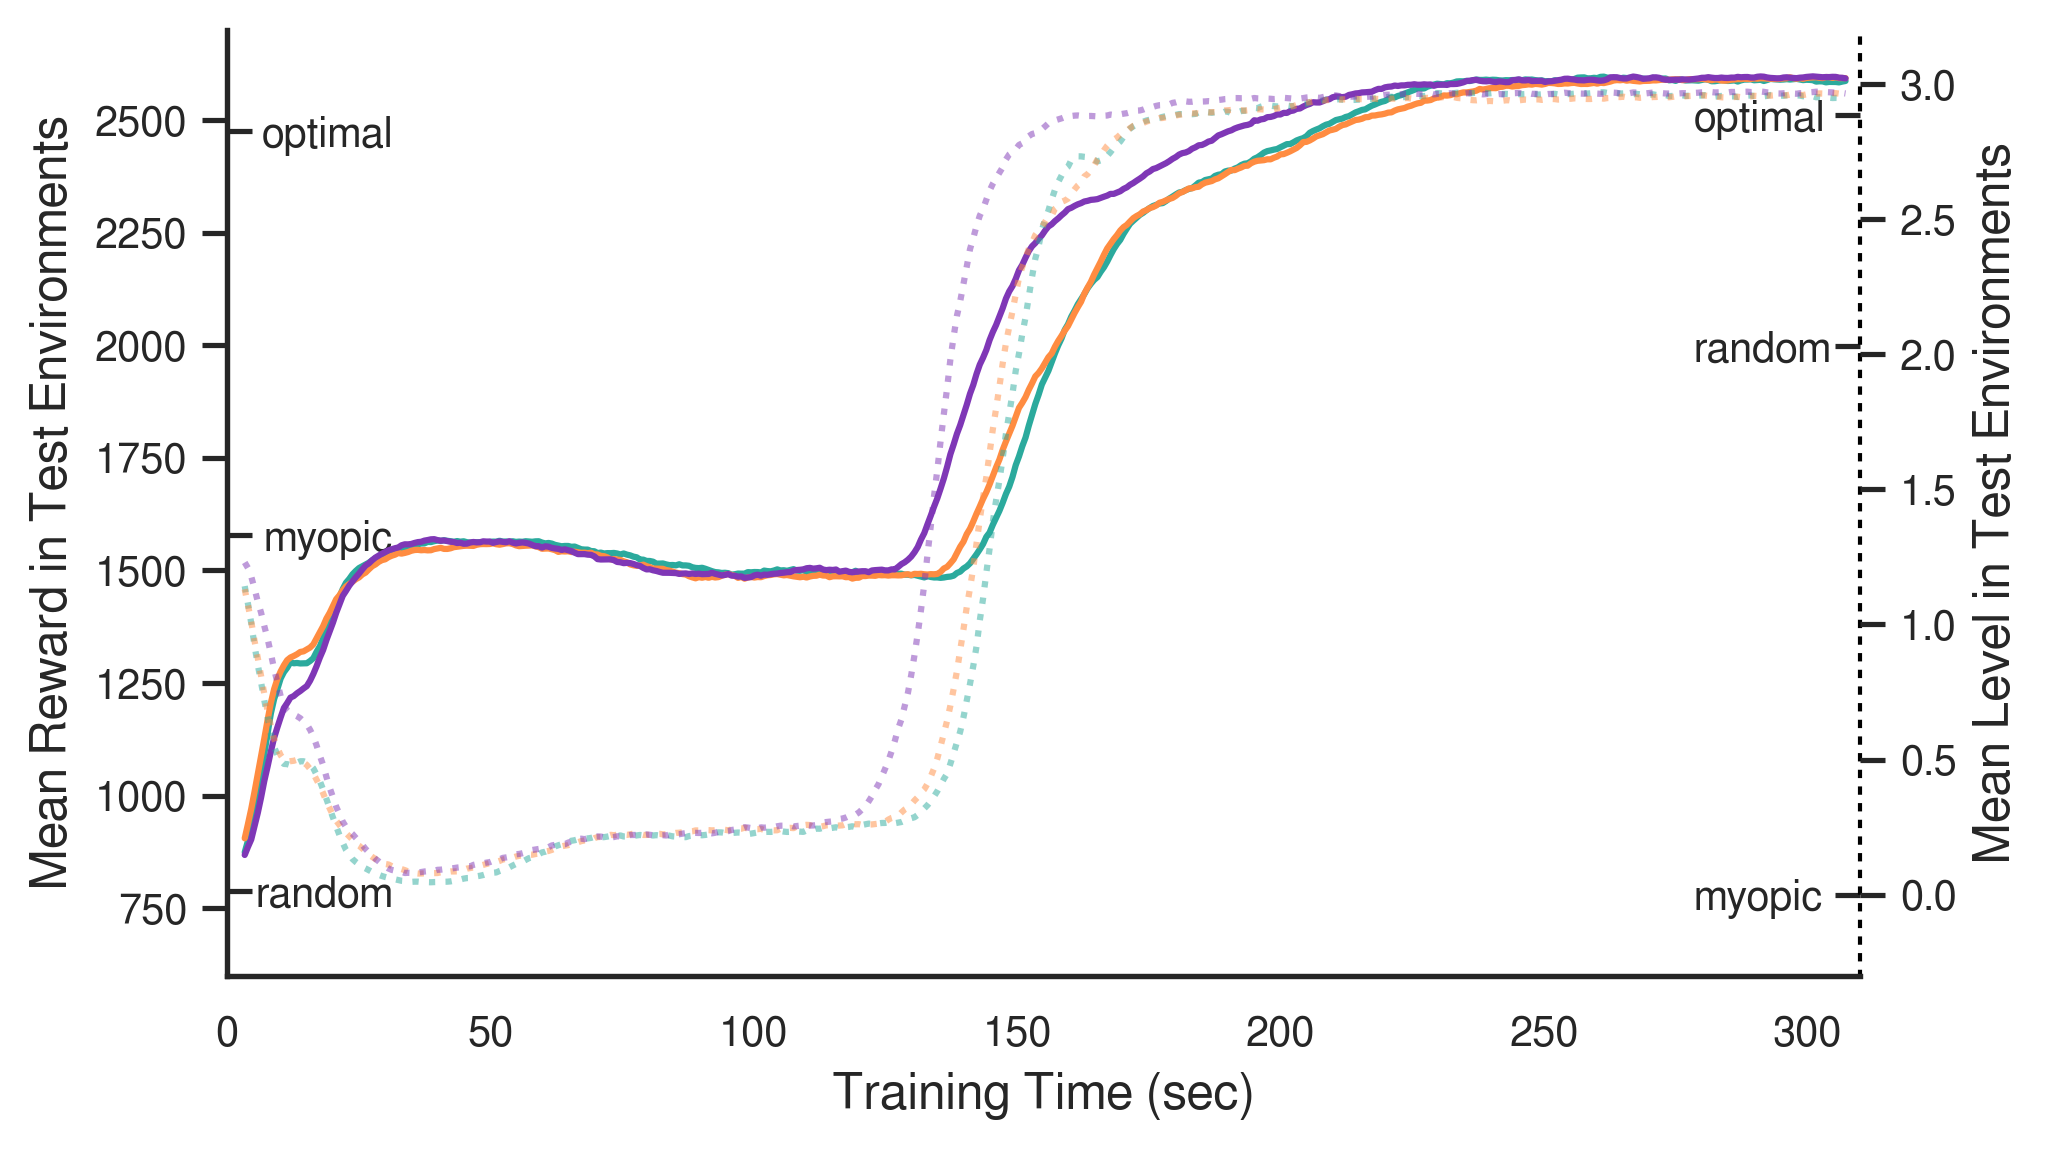 Mean Reward in Test Environments
2500
2250
2000
1750
1500
1250
1000
750
optimal
myopic
random
optimal
random
myopic
3.0
2.5
2.0
1.5
1.0
0.5
0.0
Mean Level in Test Environments
0 50 100 150 200 250 300
Training Time (sec)